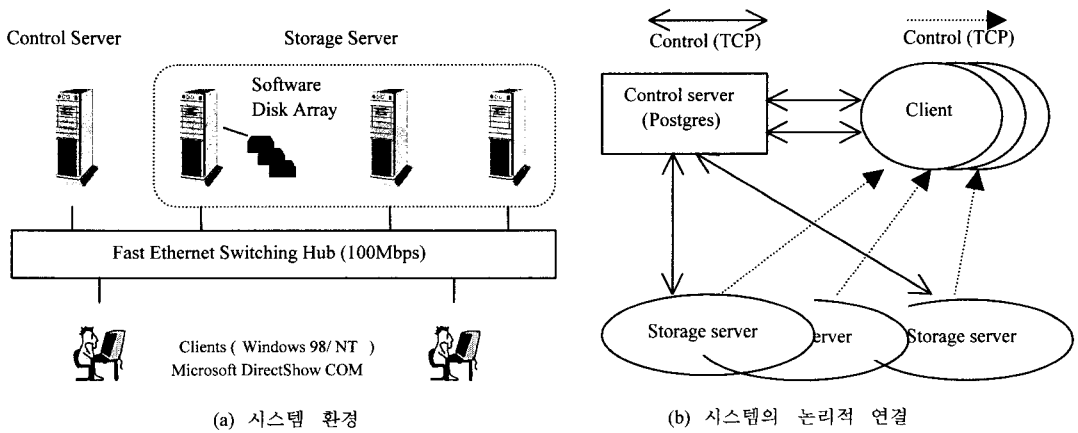 Control Server
Storage Server
Software
Disk Array
Fast Ethernet Switching Hub (100Mbps)
Clients ( Windows 98/ NT )
Microsoft DirectShow COM
(a) 시스템 환경
Control (TCP)
Control (TCP)
Control server
(Postgres)
Client
Storage server
erver
Storage server
(b) 시스템의 논리적 연결